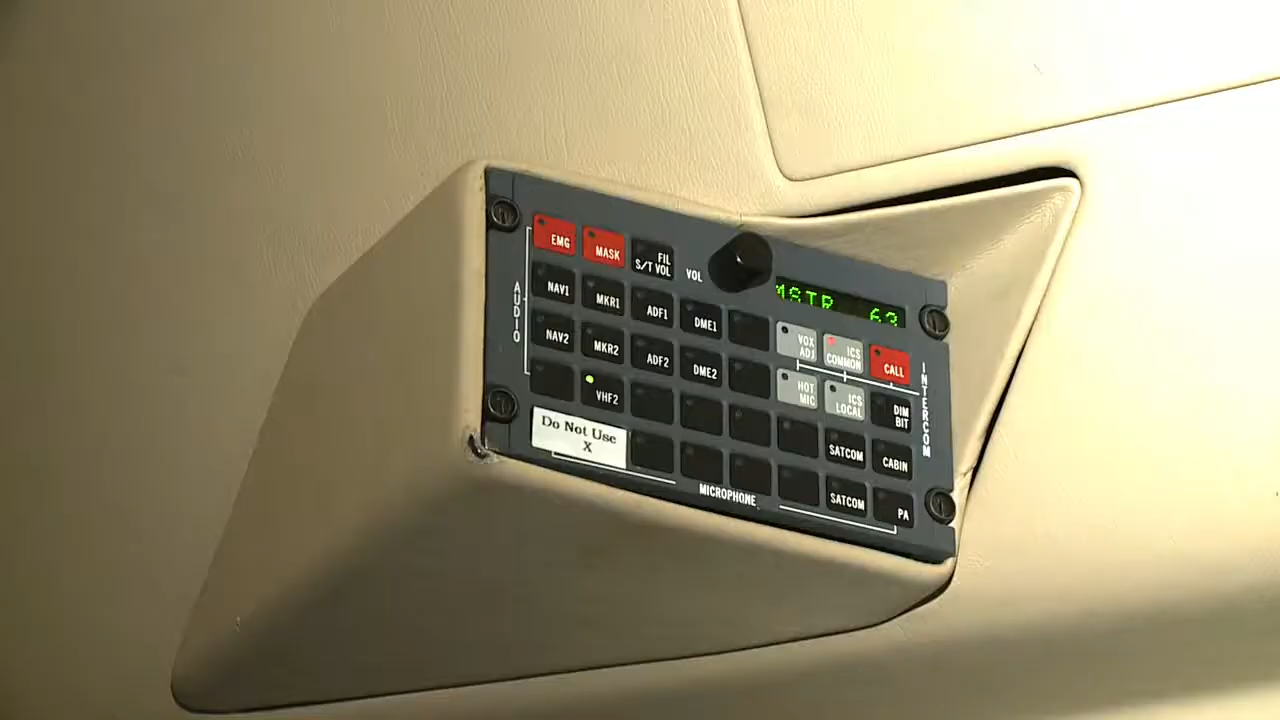 EMG
MASK
FIL
S/T VOL
VOL
MSTR 63
AUDIO
NAV1
MKR1
ADF1
DME1
VOX
ADJ
ICS
COMMON
CALL
NAV2
MKR2
ADF2
DME2
HOT
MIC
ICS
LOCAL
DIM
BIT
INTERCOM
VHF2
SATCOM
CABIN
Do Not Use
X
SATCOM
PA
MICROPHONE